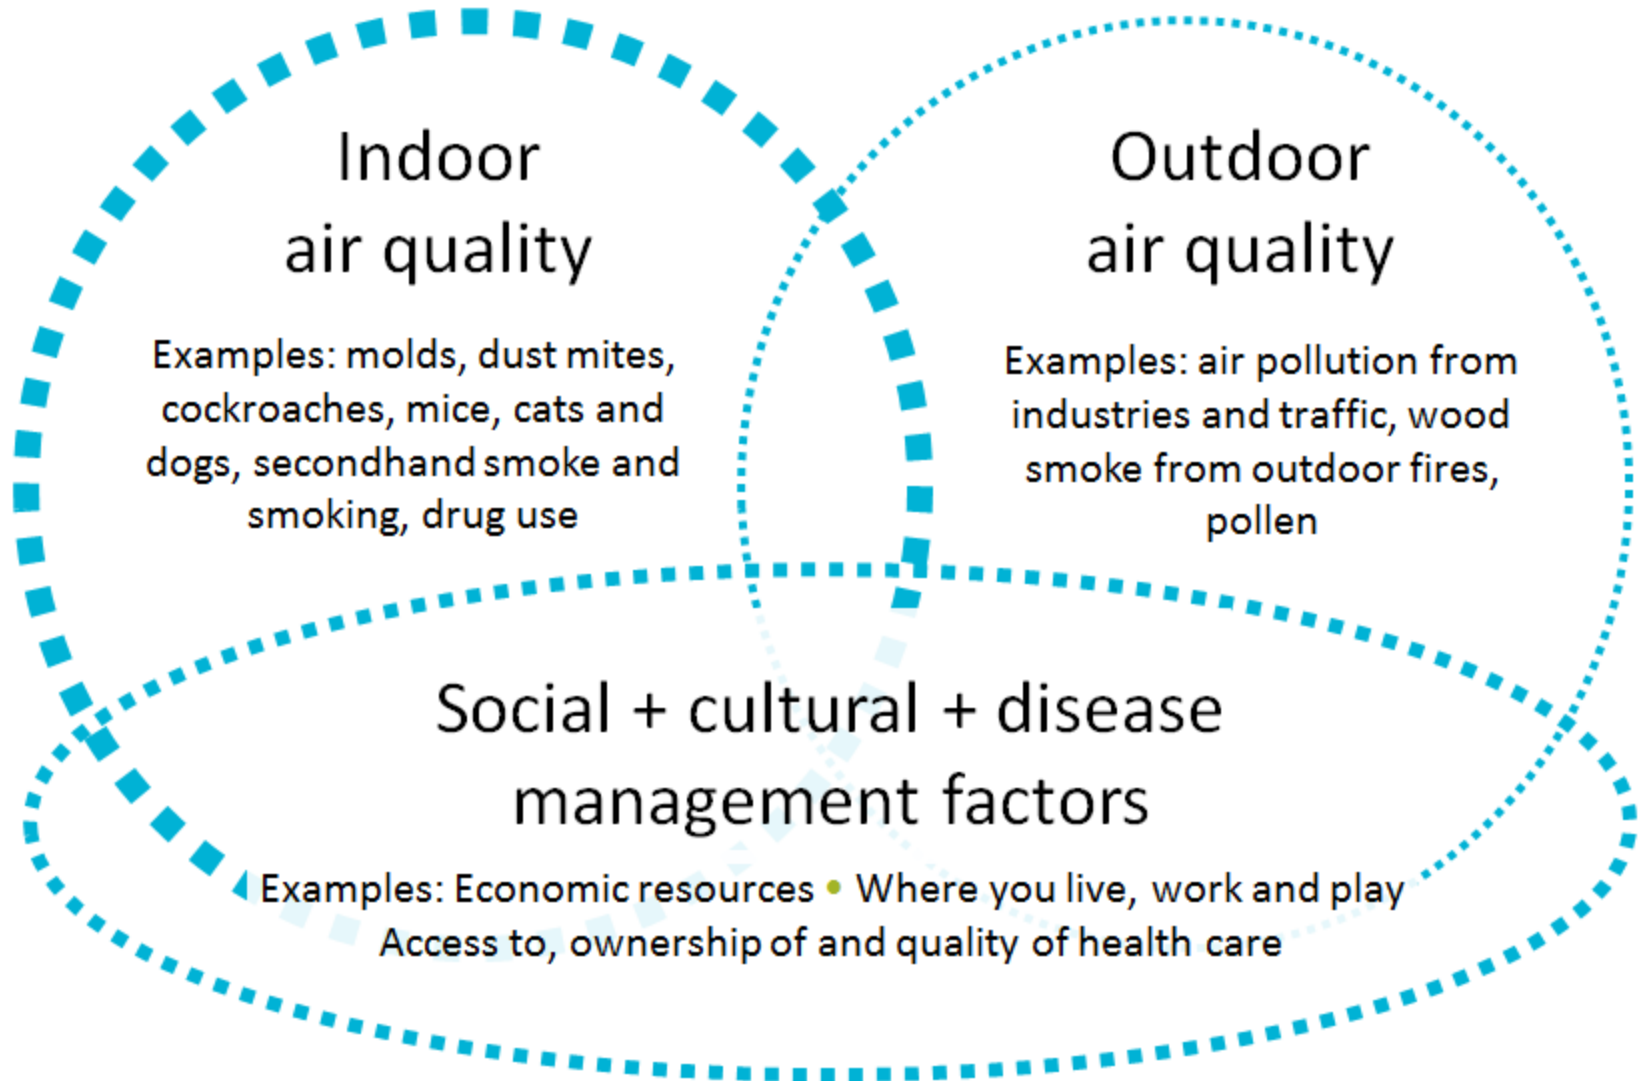 Indoor
air quality
Examples: molds, dust mites,
cockroaches, mice, cats and
dogs, secondhand smoke and
smoking, drug use
Outdoor
air quality
Examples: air pollution from
industries and traffic, wood
smoke from outdoor fires,
pollen
Social + cultural + disease
management factors
Examples: Economic resources • Where you live, work and play
Access to, ownership of and quality of health care